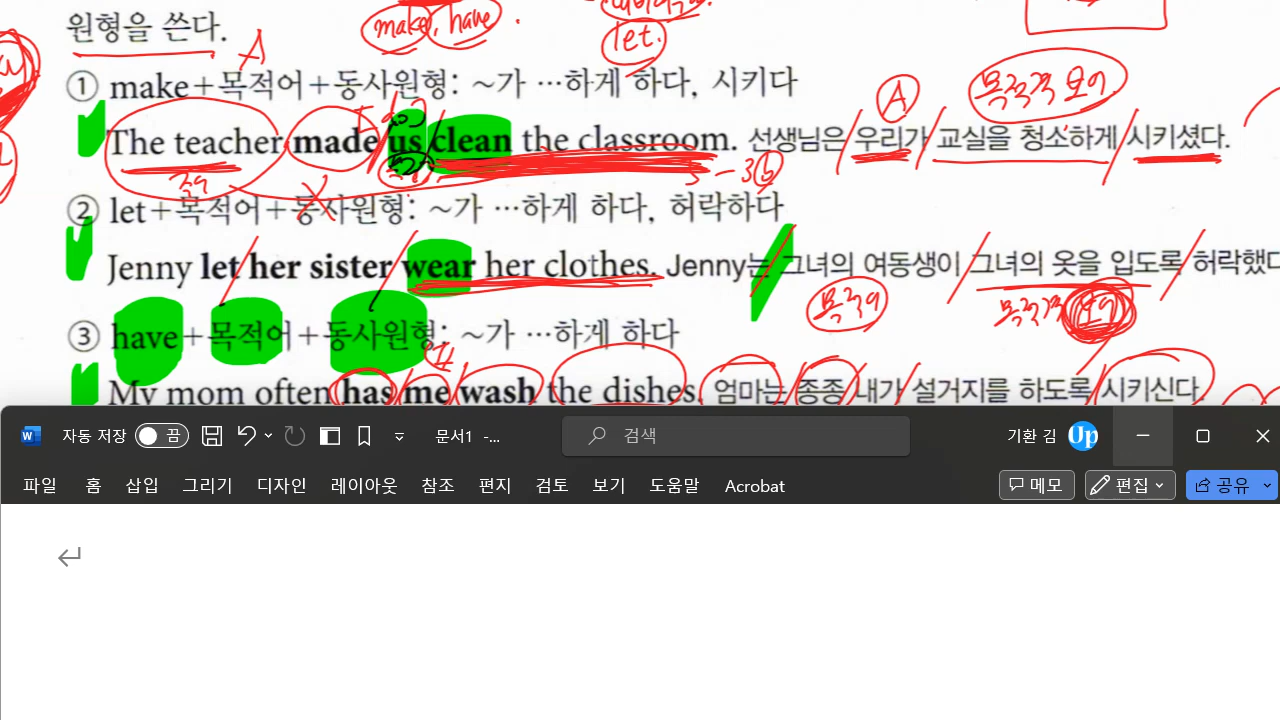 원형을 쓴다.
make, have
let.
A
① make+목적어+동사원형: ~가 …하게 하다, 시키다
A
목적격 보어
The teacher made us clean the classroom. 선생님은 우리가 교실을 청소하게 시키셨다.
② let+목적어+동사원형: ~가 …하게 하다, 허락하다
Jenny let her sister wear her clothes. Jenny는 그녀의 여동생이 그녀의 옷을 입도록 허락했다
목적어
목적격 보어
③ have+목적어+동사원형: ~가 …하게 하다
My mom often has me wash the dishes. 엄마는 종종 내가 설거지를 하도록 시키신다.
자동 저장 끔 문서1 -... 검색 기환 김 Up
파일 홈 삽입 그리기 디자인 레이아웃 참조 편지 검토 보기 도움말 Acrobat 메모 편집 공유